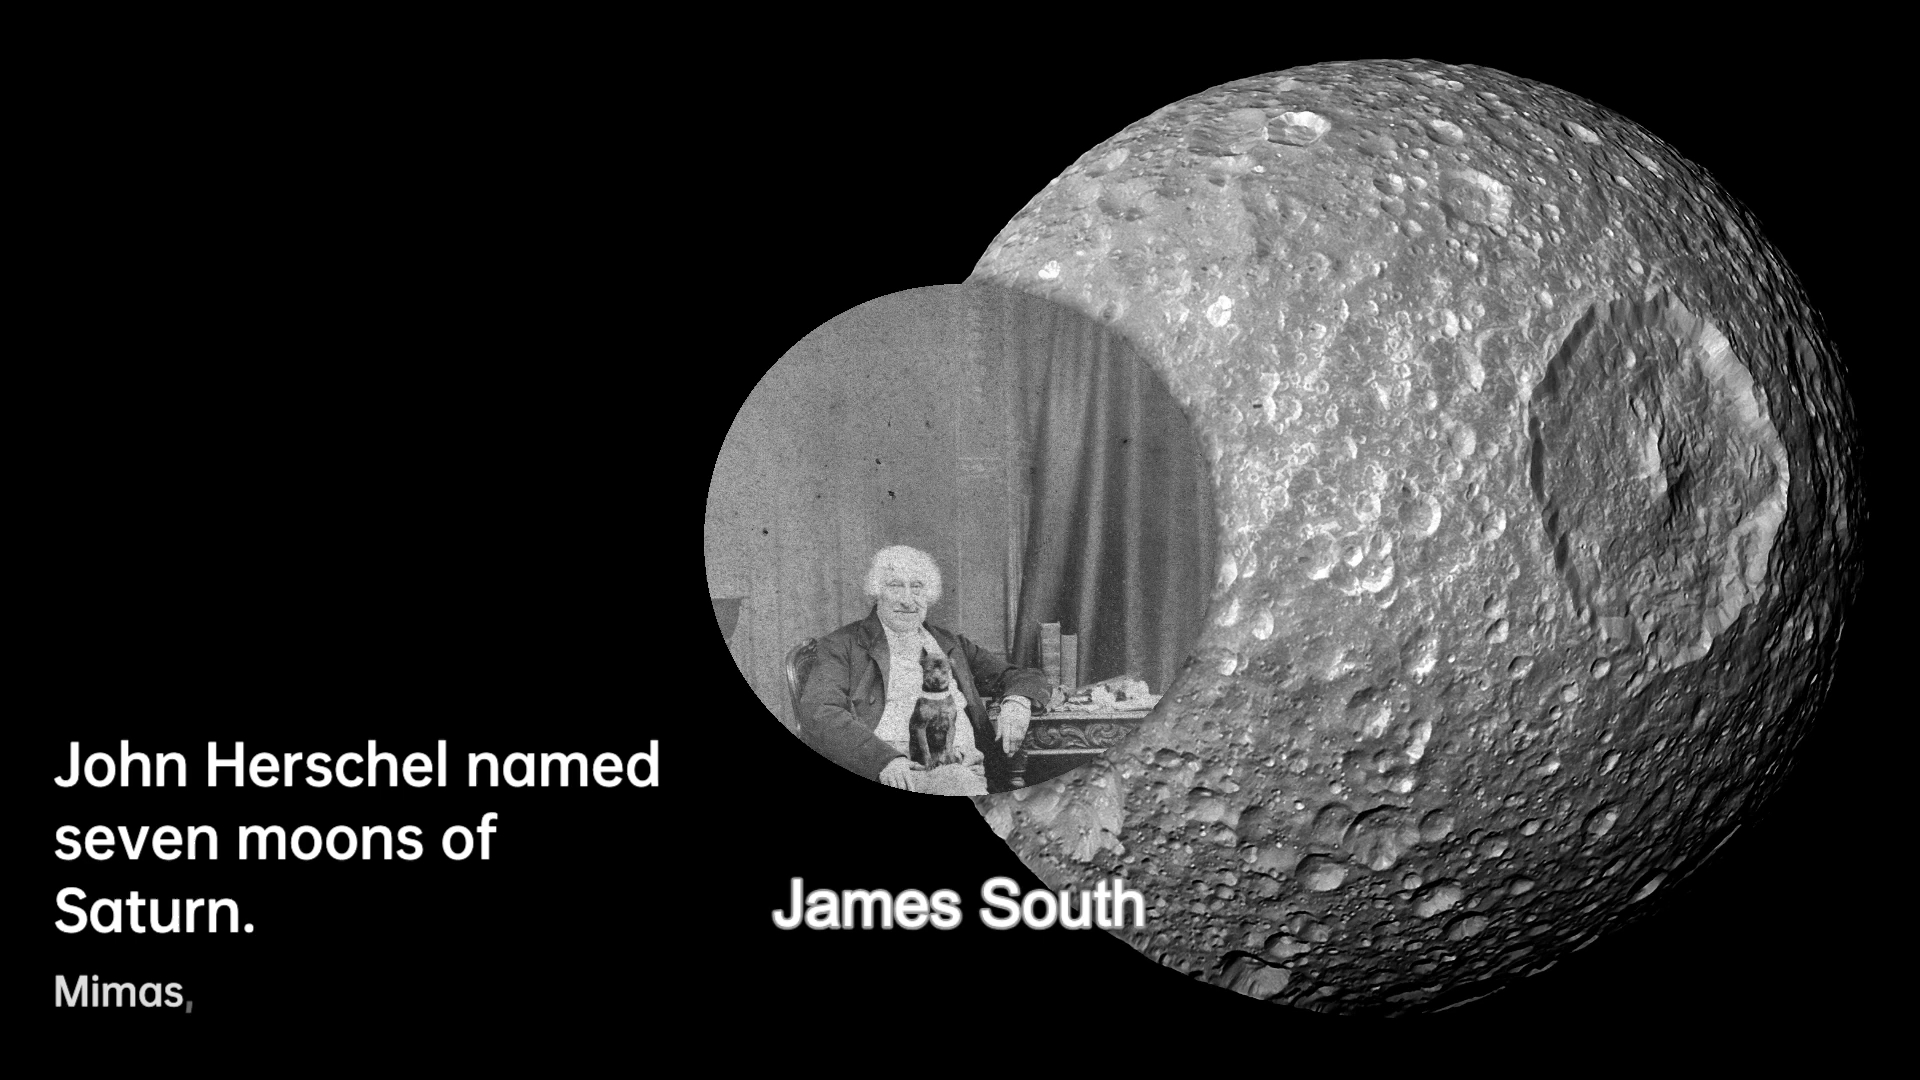 John Herschel named
seven moons of
Saturn.
Mimas,
James South